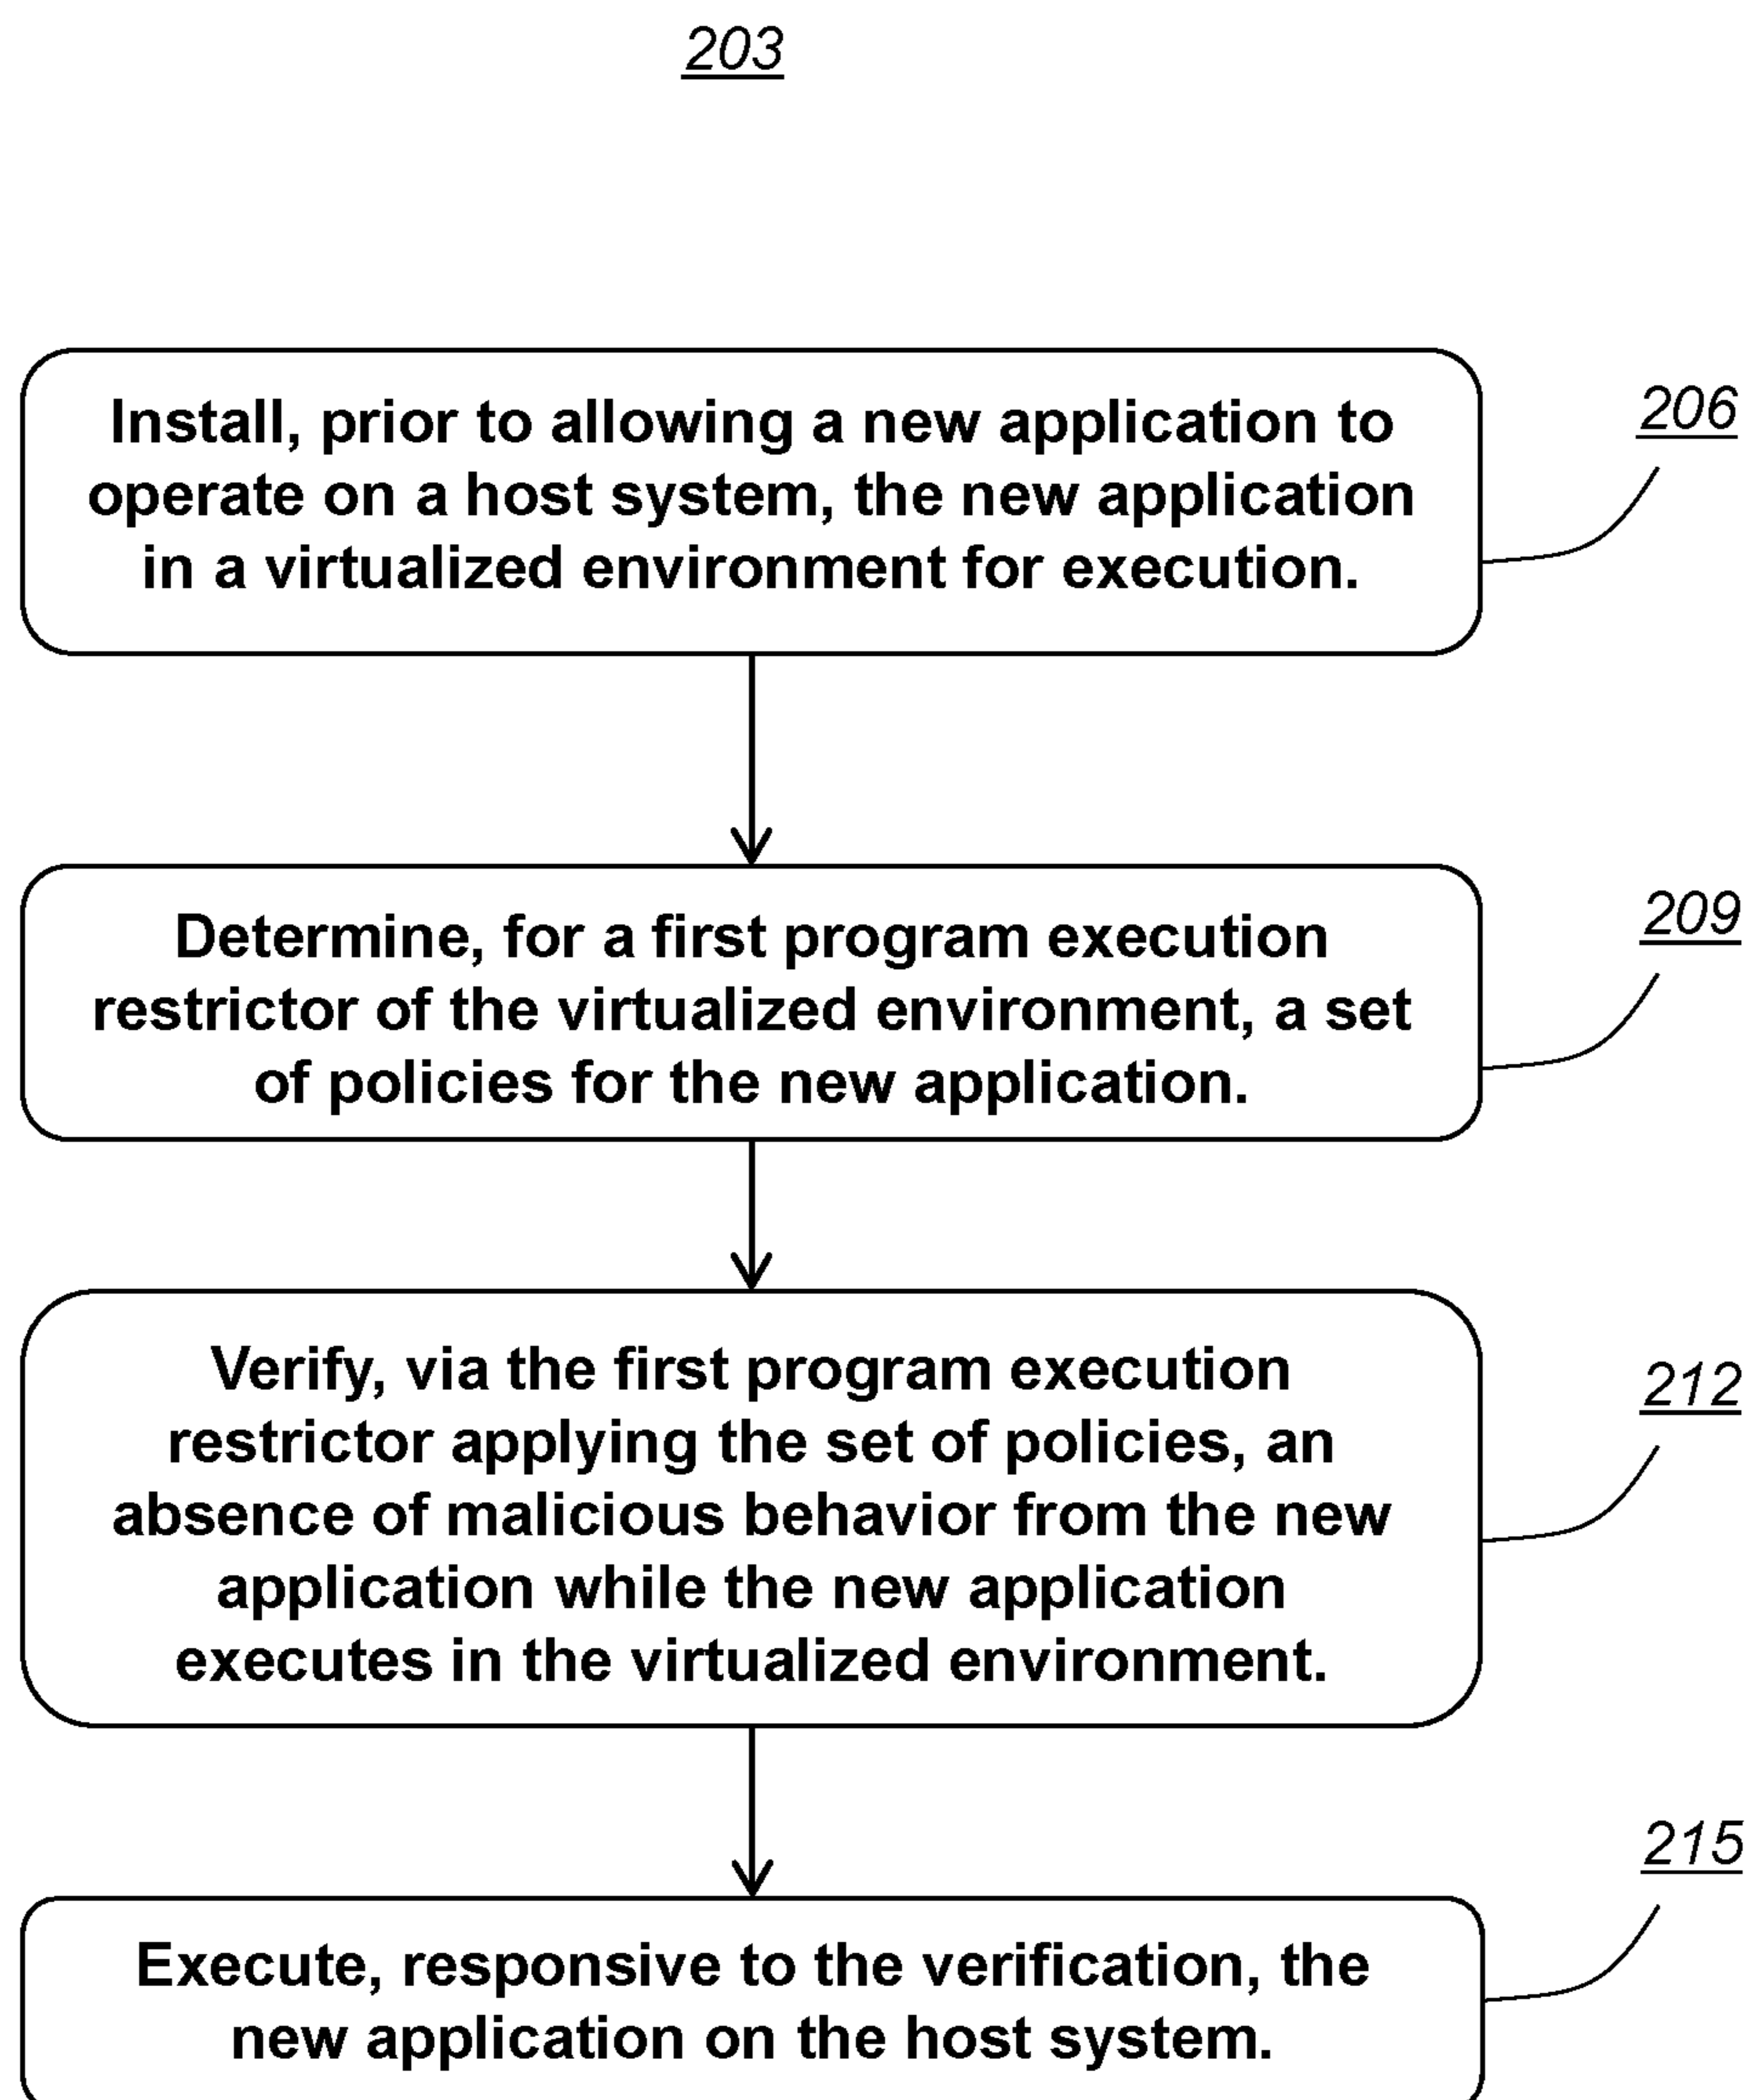 203
Install, prior to allowing a new application to
operate on a host system, the new application
in a virtualized environment for execution.
206
Determine, for a first program execution
restrictor of the virtualized environment, a set
of policies for the new application.
209
Verify, via the first program execution
restrictor applying the set of policies, an
absence of malicious behavior from the new
application while the new application
executes in the virtualized environment.
212
Execute, responsive to the verification, the
new application on the host system.
215